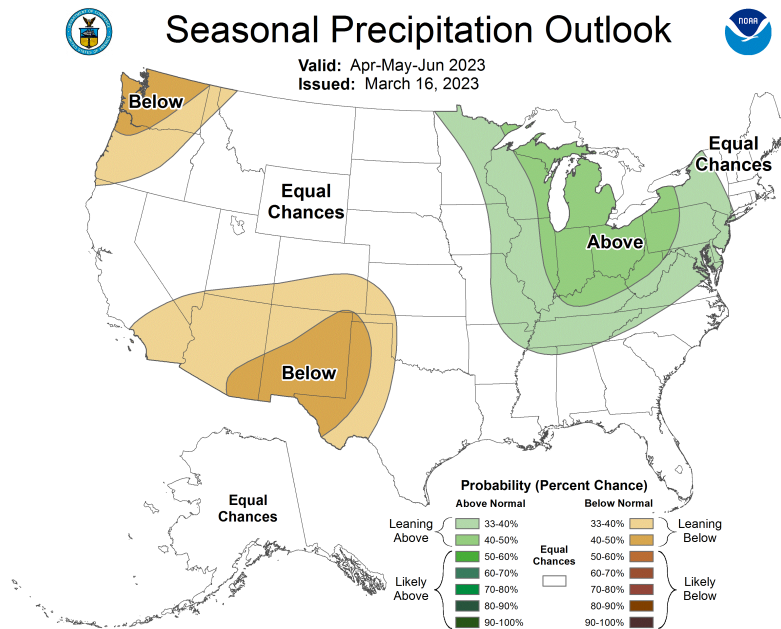 Seasonal Precipitation Outlook
NOAA
Valid: Apr-May-Jun 2023
Issued: March 16, 2023
Below
Equal
Chances
Equal
Chances
Above
Below
Equal
Chances
Probability (Percent Chance)
Above Normal
Below Normal
Leaning
Above
33-40%
40-50%
Likely
Above
50-60%
60-70%
70-80%
80-90%
90-100%
Equal
Chances
33-40%
40-50%
Leaning
Below
50-60%
60-70%
70-80%
80-90%
90-100%
Likely
Below